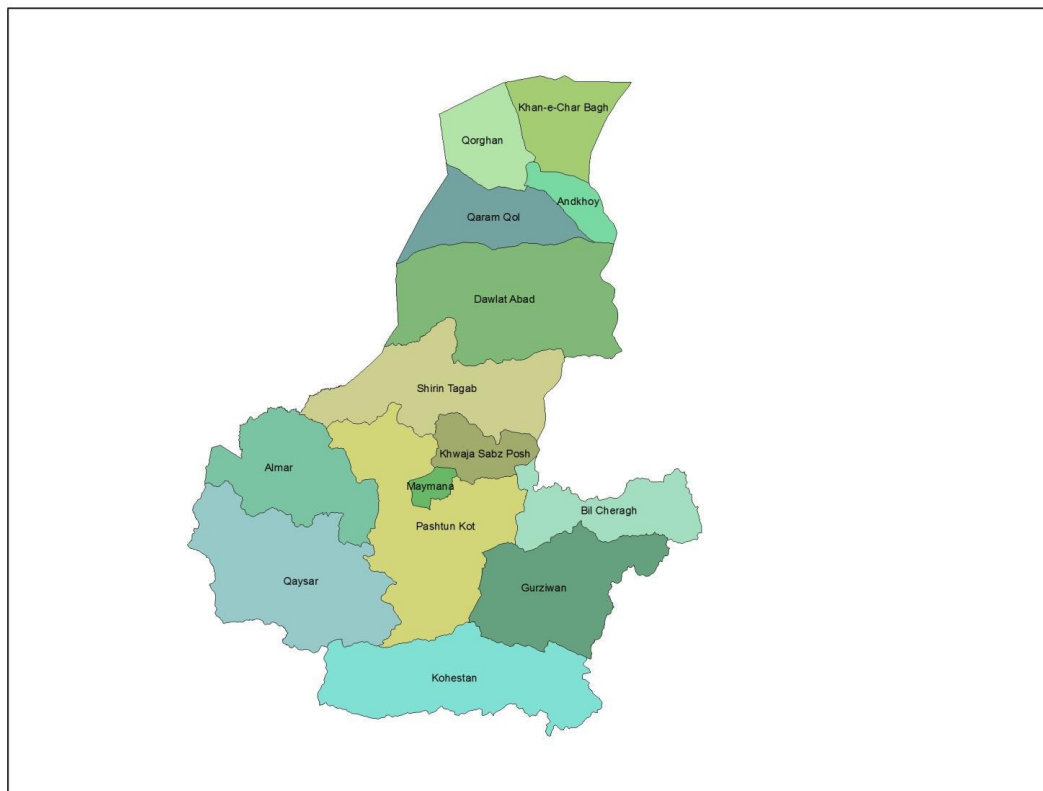 Khan-e-Char Bagh
Qorghan
Andkhoy
Qaram Qol
Dawlat Abad
Shirin Tagab
Khwaja Sabz Posh
Almar
Maymana
Bil Cheragh
Pashtun Kot
Qaysar
Gurziwan
Kohestan